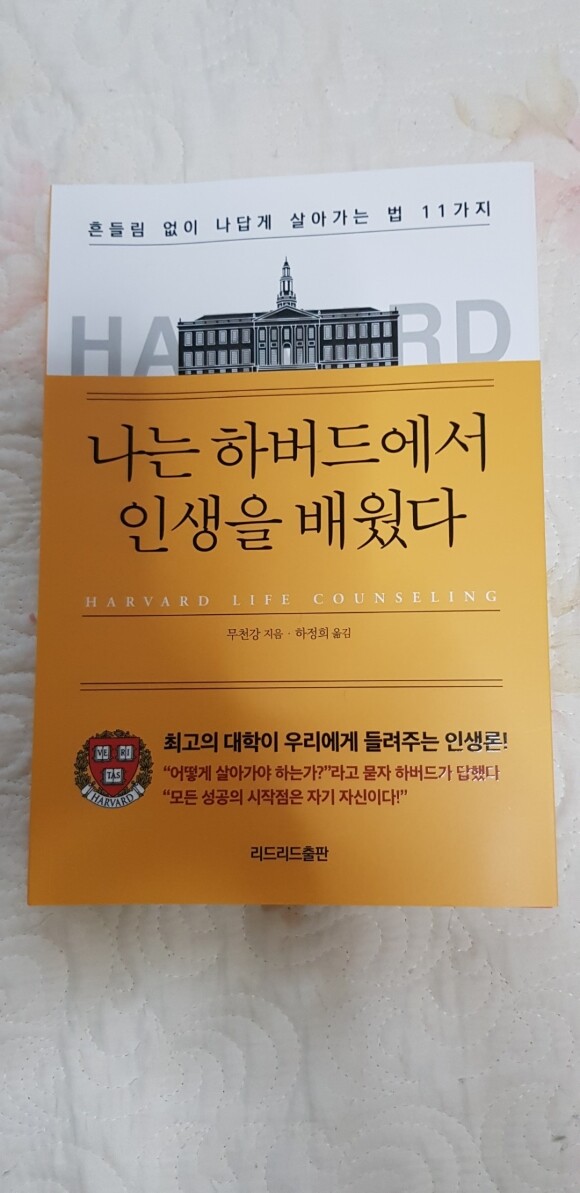 흔들림 없이 나답게 살아가는 법 11가지
HA RD
나는 하버드에서
인생을 배웠다
HARVARD LIFE COUNSELING
무천강 지음 · 하정희 옮김
최고의 대학이 우리에게 들려주는 인생론!
“어떻게 살아가야 하는가?”라고 묻자 하버드가 답했다
“모든 성공의 시작점은 자기 자신이다!”
VE RI
TAS
HARVARD
리드리드출판